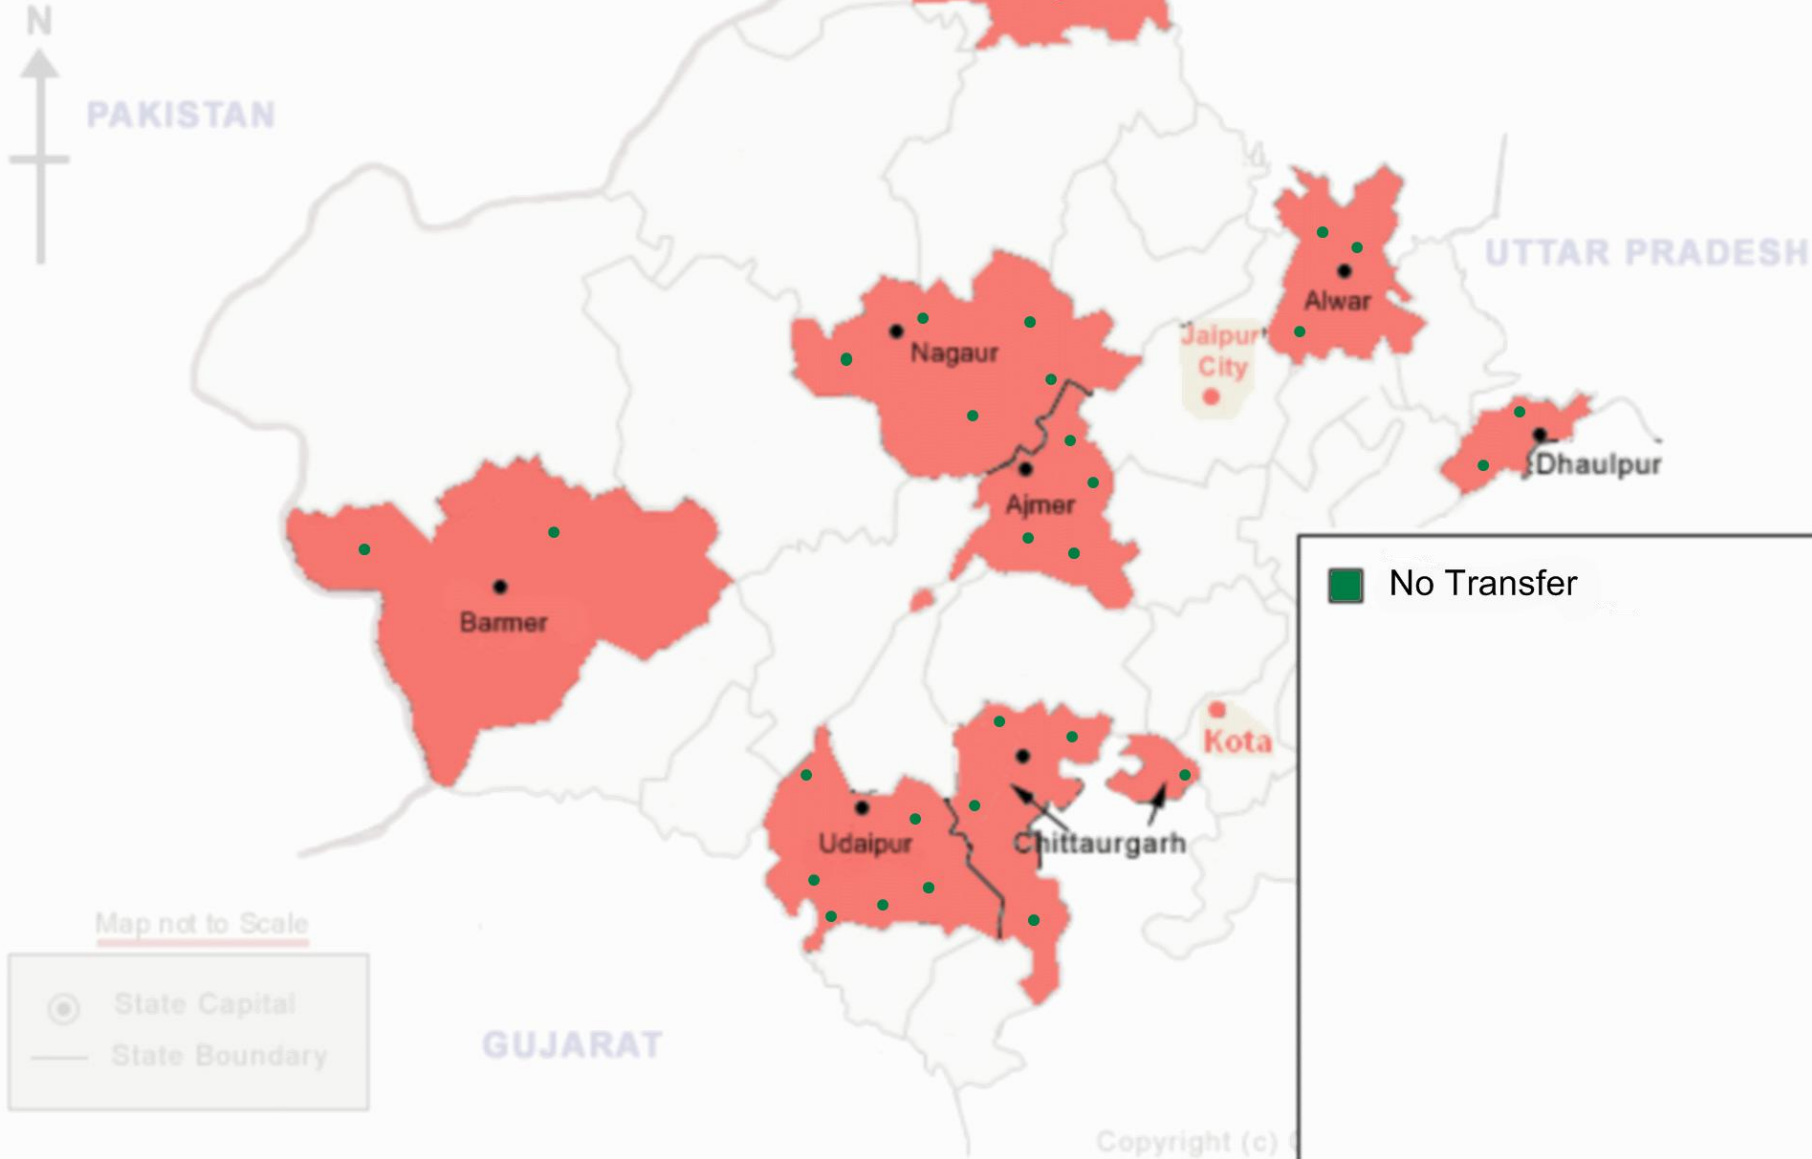 N
PAKISTAN
UTTAR PRADESH
Alwar
Jaipur
City
Nagaur
Dhaulpur
Ajmer
Barmer
No Transfer
Kota
Udaipur
Chittaurgarh
Map not to Scale
State Capital
State Boundary
GUJARAT
Copyright (c)